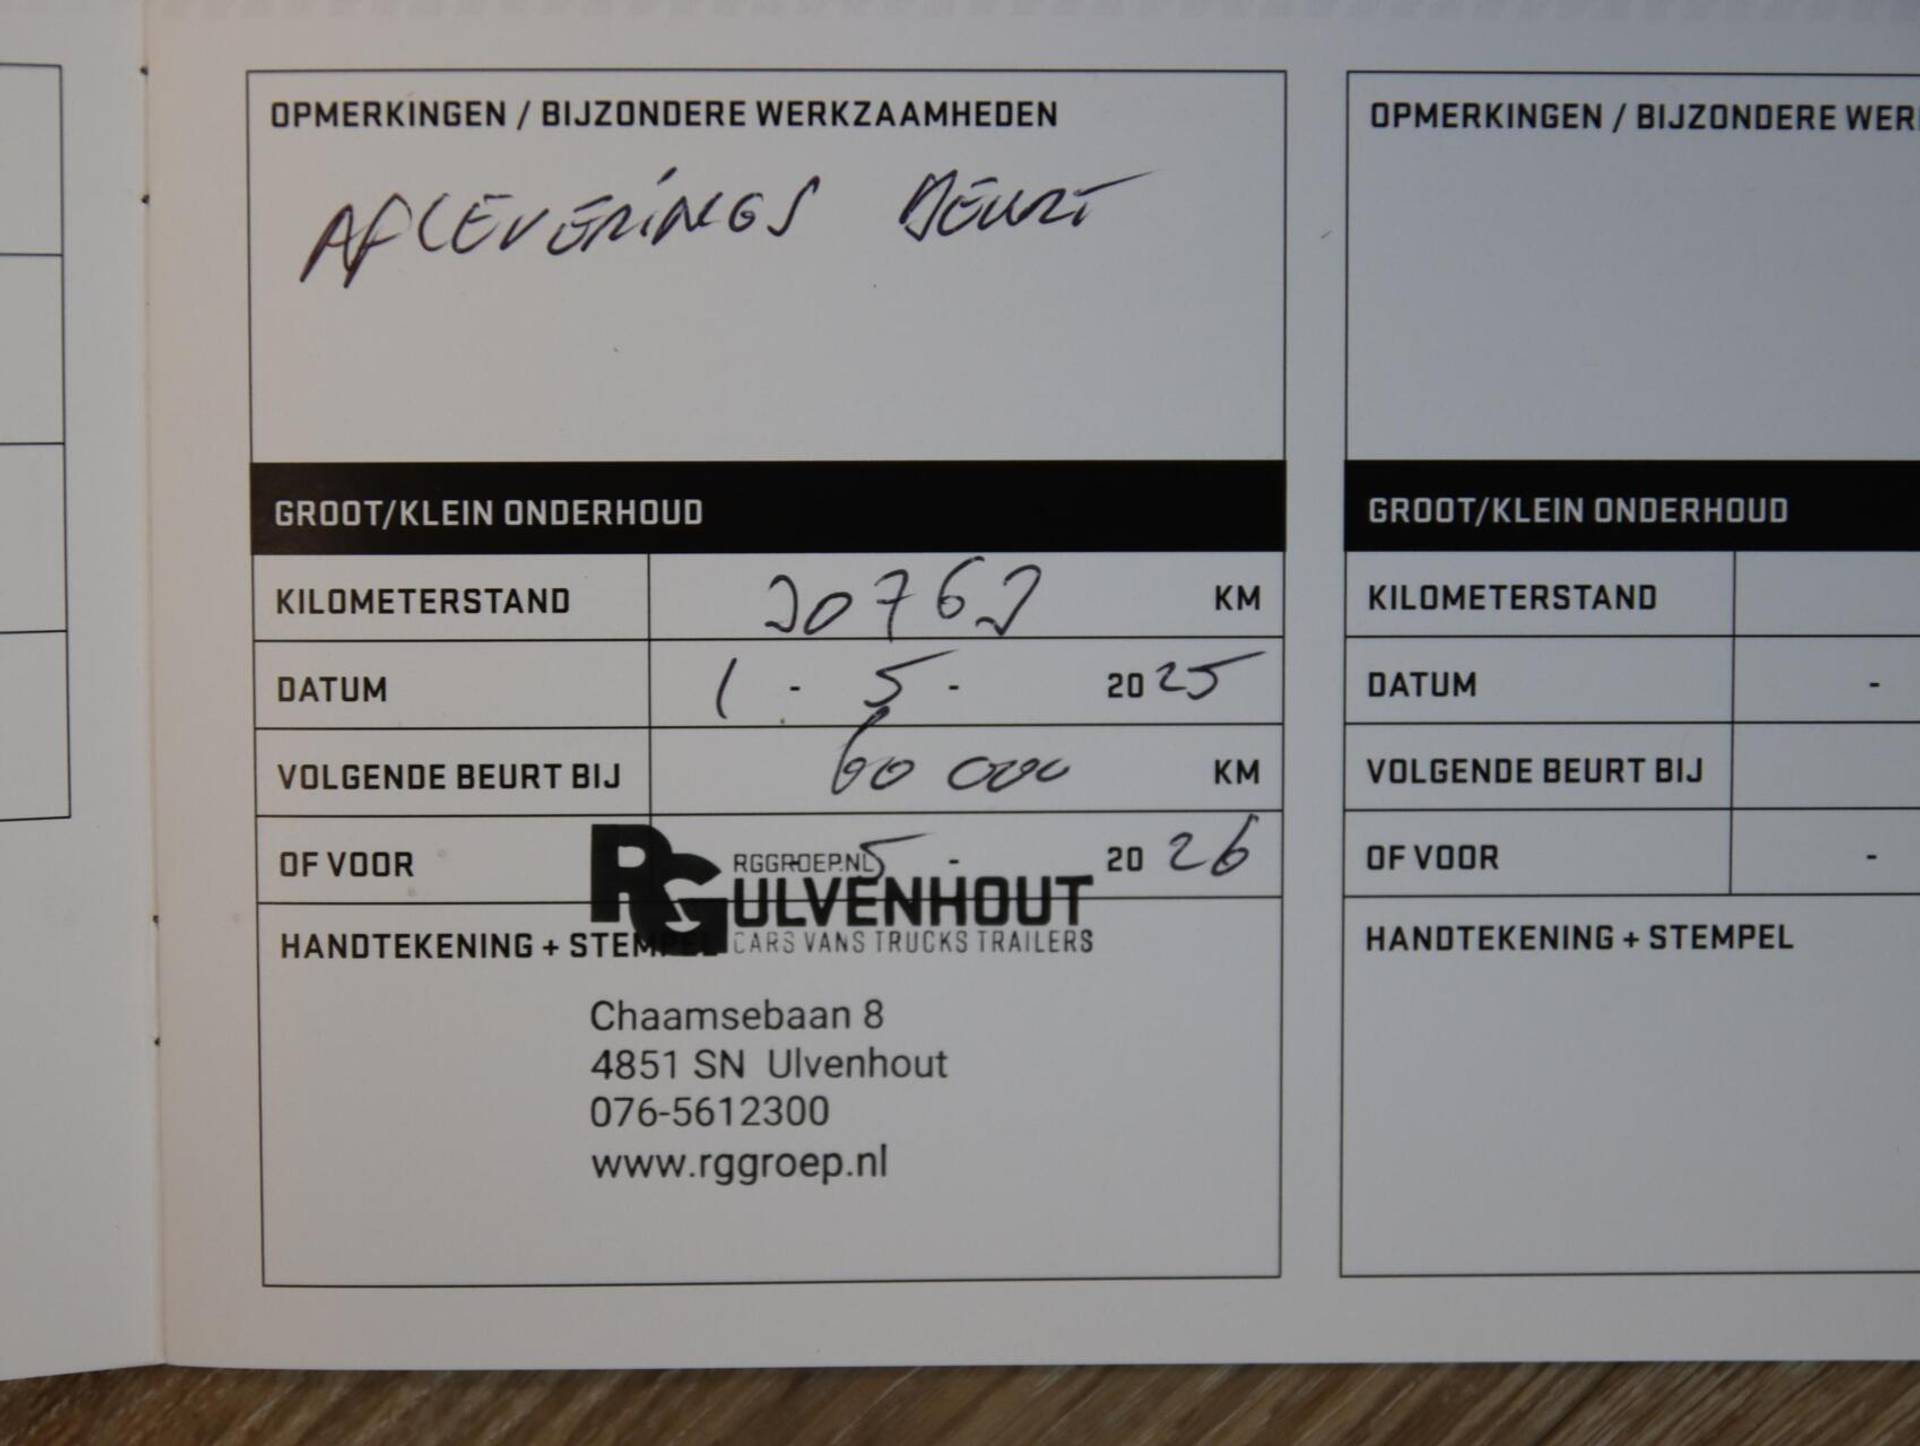 OPMERKINGEN / BIJZONDERE WERKZAAMHEDEN
AFLEVERINGS BEURT
GROOT/KLEIN ONDERHOUD
KILOMETERSTAND KM
DATUM 1 - 5 - 2025
VOLGENDE BEURT BIJ 60 000 KM
OF VOOR 5 - 2026
HANDTEKENING + STEMPEL
RGGROEP.NL
RG ULVENHOUT
CARS VANS TRUCKS TRAILERS
Chaamsebaan 8
4851 SN Ulvenhout
076-5612300
www.rggroep.nl
OPMERKINGEN / BIJZONDERE
GROOT/KLEIN ONDERHOUD
KILOMETERSTAND
DATUM -
VOLGENDE BEURT BIJ
OF VOOR -
HANDTEKENING + STEMPEL